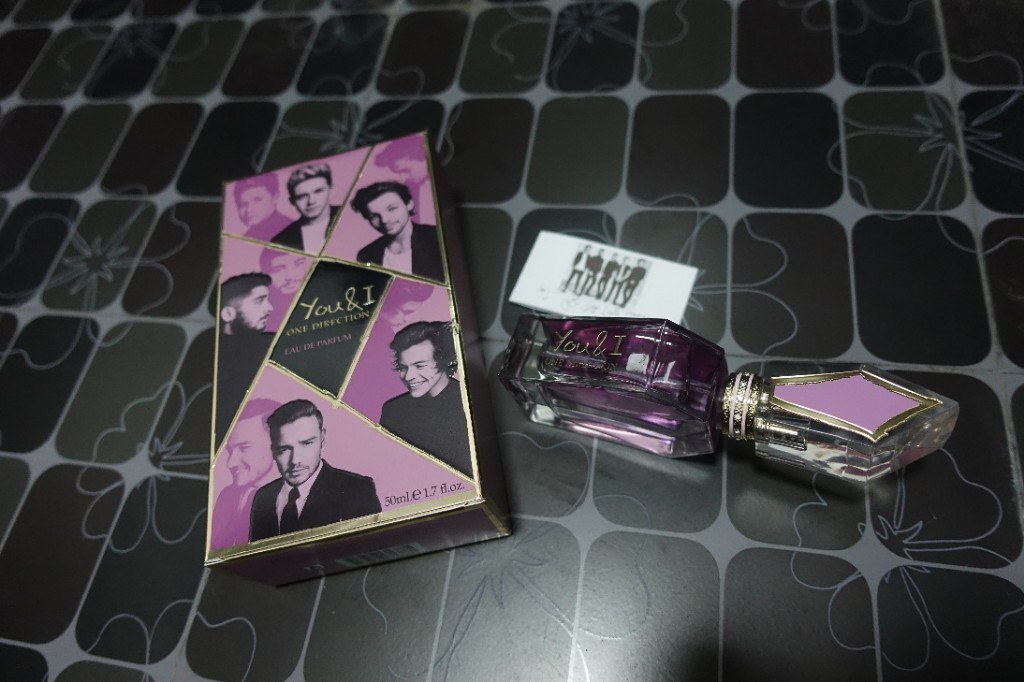 You & I
ONE DIRECTION
EAU DE PARFUM
50ml.e 1.7 fl.oz.
You & I